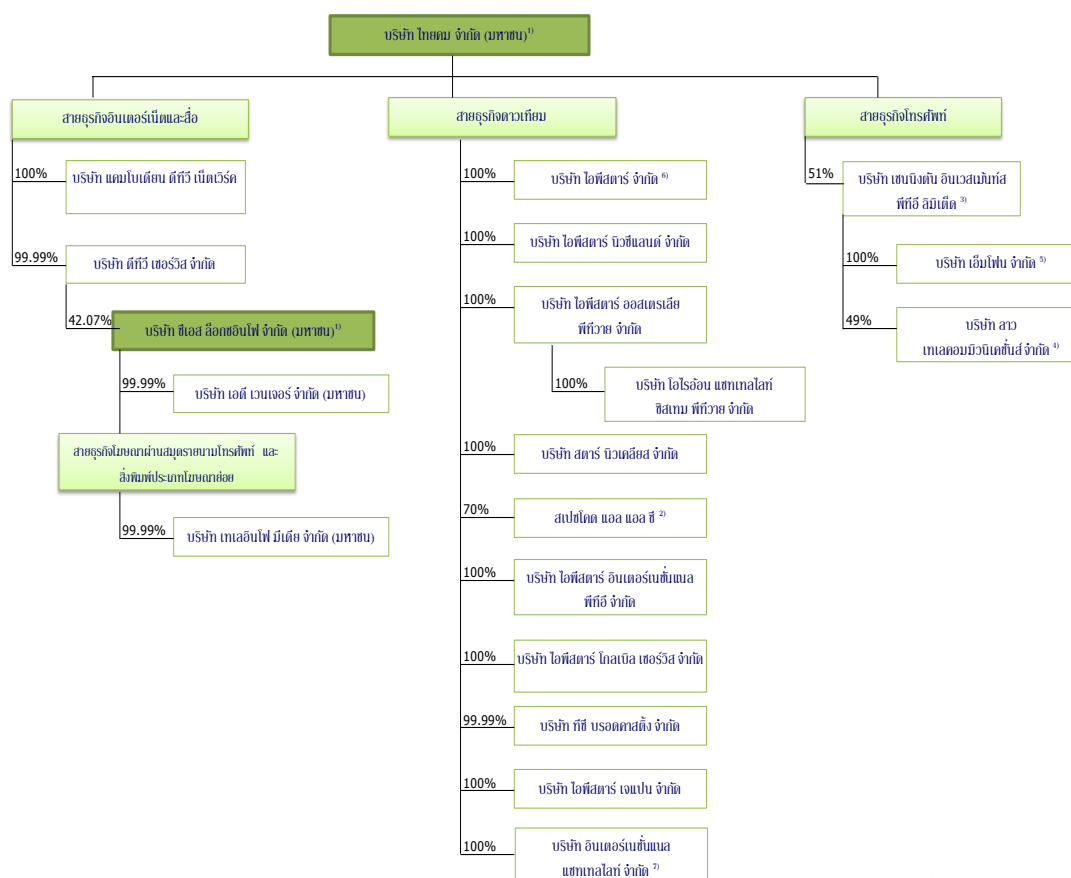 บริษัท ไทยคม จำกัด (มหาชน)¹⁾
สายธุรกิจอินเตอร์เน็ตและสื่อ
100%
บริษัท แคมโบเดียน ดีทีวี เน็ตเวิร์ค
99.99%
บริษัท ดีทีวี เซอร์วิส จำกัด
42.07%
บริษัท ซีเอส ล็อกซอินโฟ จำกัด (มหาชน)¹⁾
99.99%
บริษัท เอดี เวนเจอร์ จำกัด (มหาชน)
สายธุรกิจโฆษณาผ่านสมุดรายนามโทรศัพท์ และ
สิ่งพิมพ์ประเภทโฆษณาย่อย
99.99%
บริษัท เทเลอินโฟ มีเดีย จำกัด (มหาชน)
สายธุรกิจดาวเทียม
100%
บริษัท ไอพีสตาร์ จำกัด ⁶⁾
100%
บริษัท ไอพีสตาร์ นิวซีแลนด์ จำกัด
100%
บริษัท ไอพีสตาร์ ออสเตรเลีย
พีทีวาย จำกัด
100%
บริษัท โอไรอ้อน แซทเทลไลท์
ซิสเทม พีทีวาย จำกัด
100%
บริษัท สตาร์ นิวเคลียส จำกัด
70%
สเปซโคด แอล แอล ซี ²⁾
100%
บริษัท ไอพีสตาร์ อินเตอร์เนชั่นแนล
พีทีอี จำกัด
100%
บริษัท ไอพีสตาร์ โกลเบิล เซอร์วิส จำกัด
99.99%
บริษัท ทีซี บรอดคาสติ้ง จำกัด
100%
บริษัท ไอพีสตาร์ เจแปน จำกัด
100%
บริษัท อินเตอร์เนชั่นแนล
แซทเทลไลท์ จำกัด ⁷⁾
สายธุรกิจโทรศัพท์
51%
บริษัท เชนนิงตัน อินเวสเม้นท์ส
พีทีอี ลิมิเต็ด ³⁾
100%
บริษัท เอ็มโฟน จำกัด ⁵⁾
49%
บริษัท ลาว
เทเลคอมมิวนิเคชั่นส์ จำกัด ⁴⁾